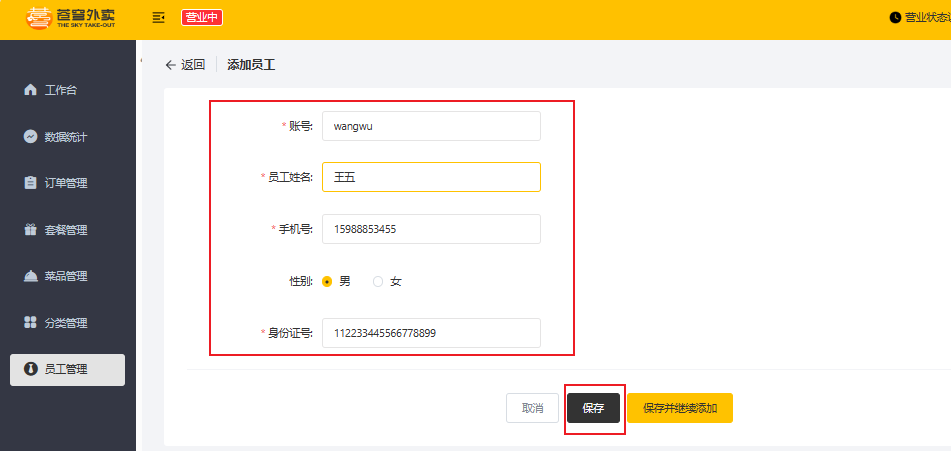 苍穹外卖
THE SKY TAKE-OUT
营业中
营业状态
工作台
数据统计
订单管理
套餐管理
菜品管理
分类管理
员工管理
返回
添加员工
* 账号: wangwu
* 员工姓名: 王五
* 手机号: 15988853455
性别: 男 女
* 身份证号: 112233445566778899
取消 保存 保存并继续添加